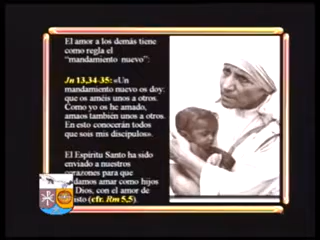 El amor a los demás tiene
como regla el
“mandamiento nuevo”:
Jn 13,34-35: «Un
mandamiento nuevo os doy:
que os améis unos a otros.
Como yo os he amado,
amaos también unos a otros.
En esto conocerán todos
que sois mis discípulos».
El Espíritu Santo ha sido
enviado a nuestros
corazones para que
amar como hijos
Dios, con el amor de
(cfr. Rm 5,5).